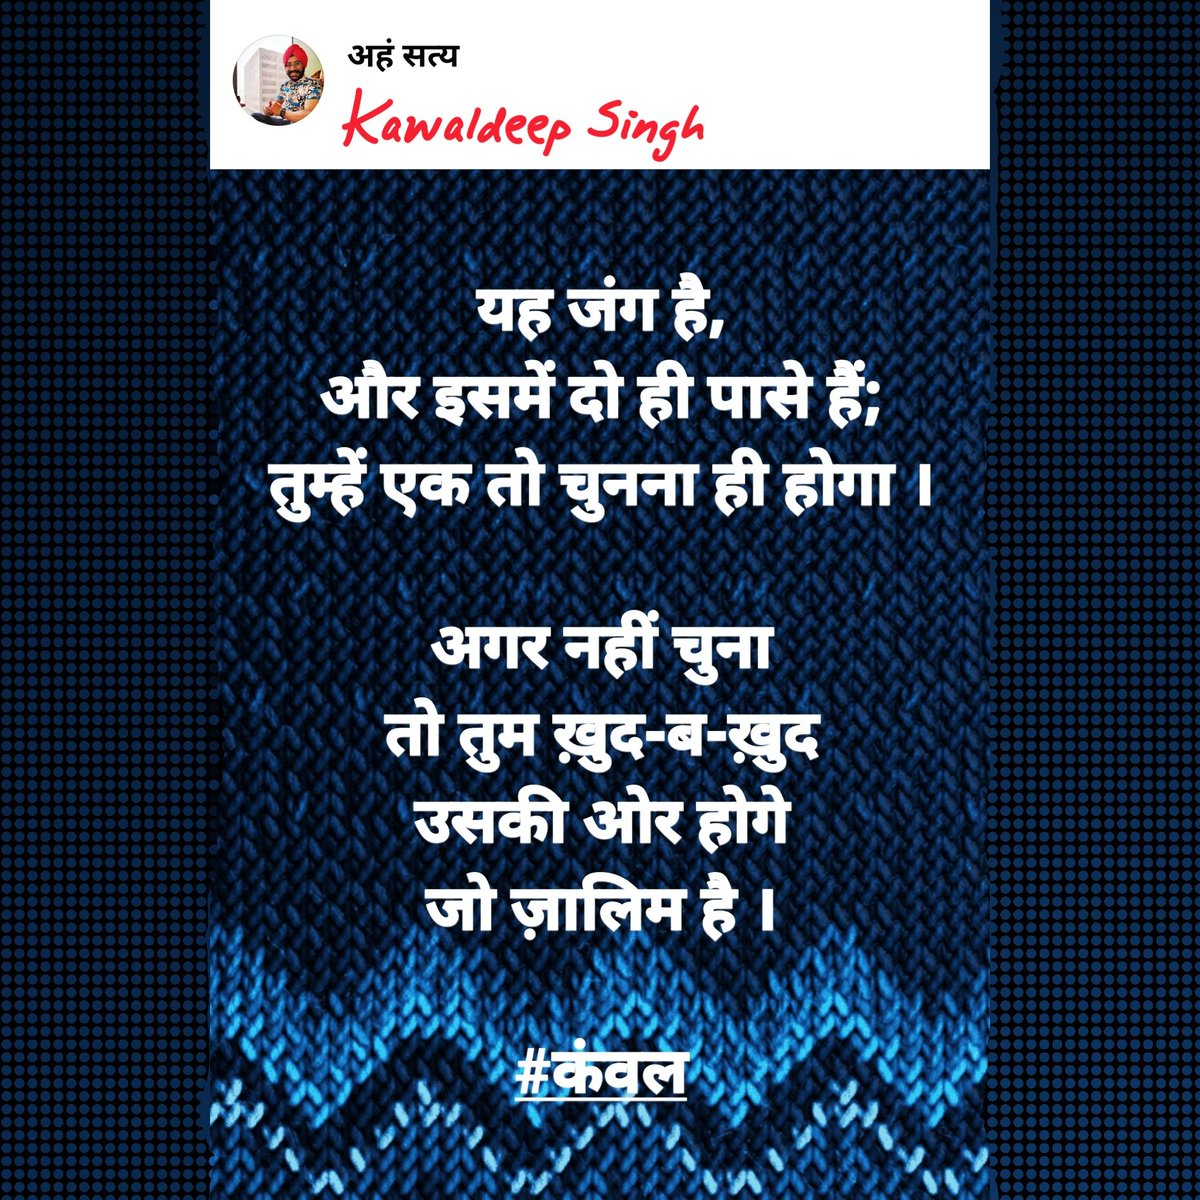 अहं सत्य
Kawaldeep Singh
यह जंग है,
और इसमें दो ही पासे हैं;
तुम्हें एक तो चुनना ही होगा ।
अगर नहीं चुना
तो तुम ख़ुद-ब-ख़ुद
उसकी ओर होगे
जो ज़ालिम है ।
#कंवल